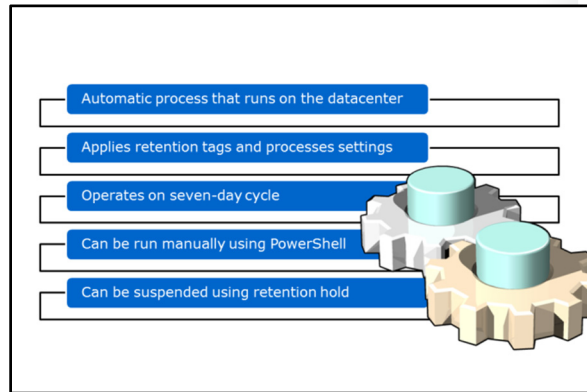 Automatic process that runs on the datacenter
Applies retention tags and processes settings
Operates on seven-day cycle
Can be run manually using PowerShell
Can be suspended using retention hold